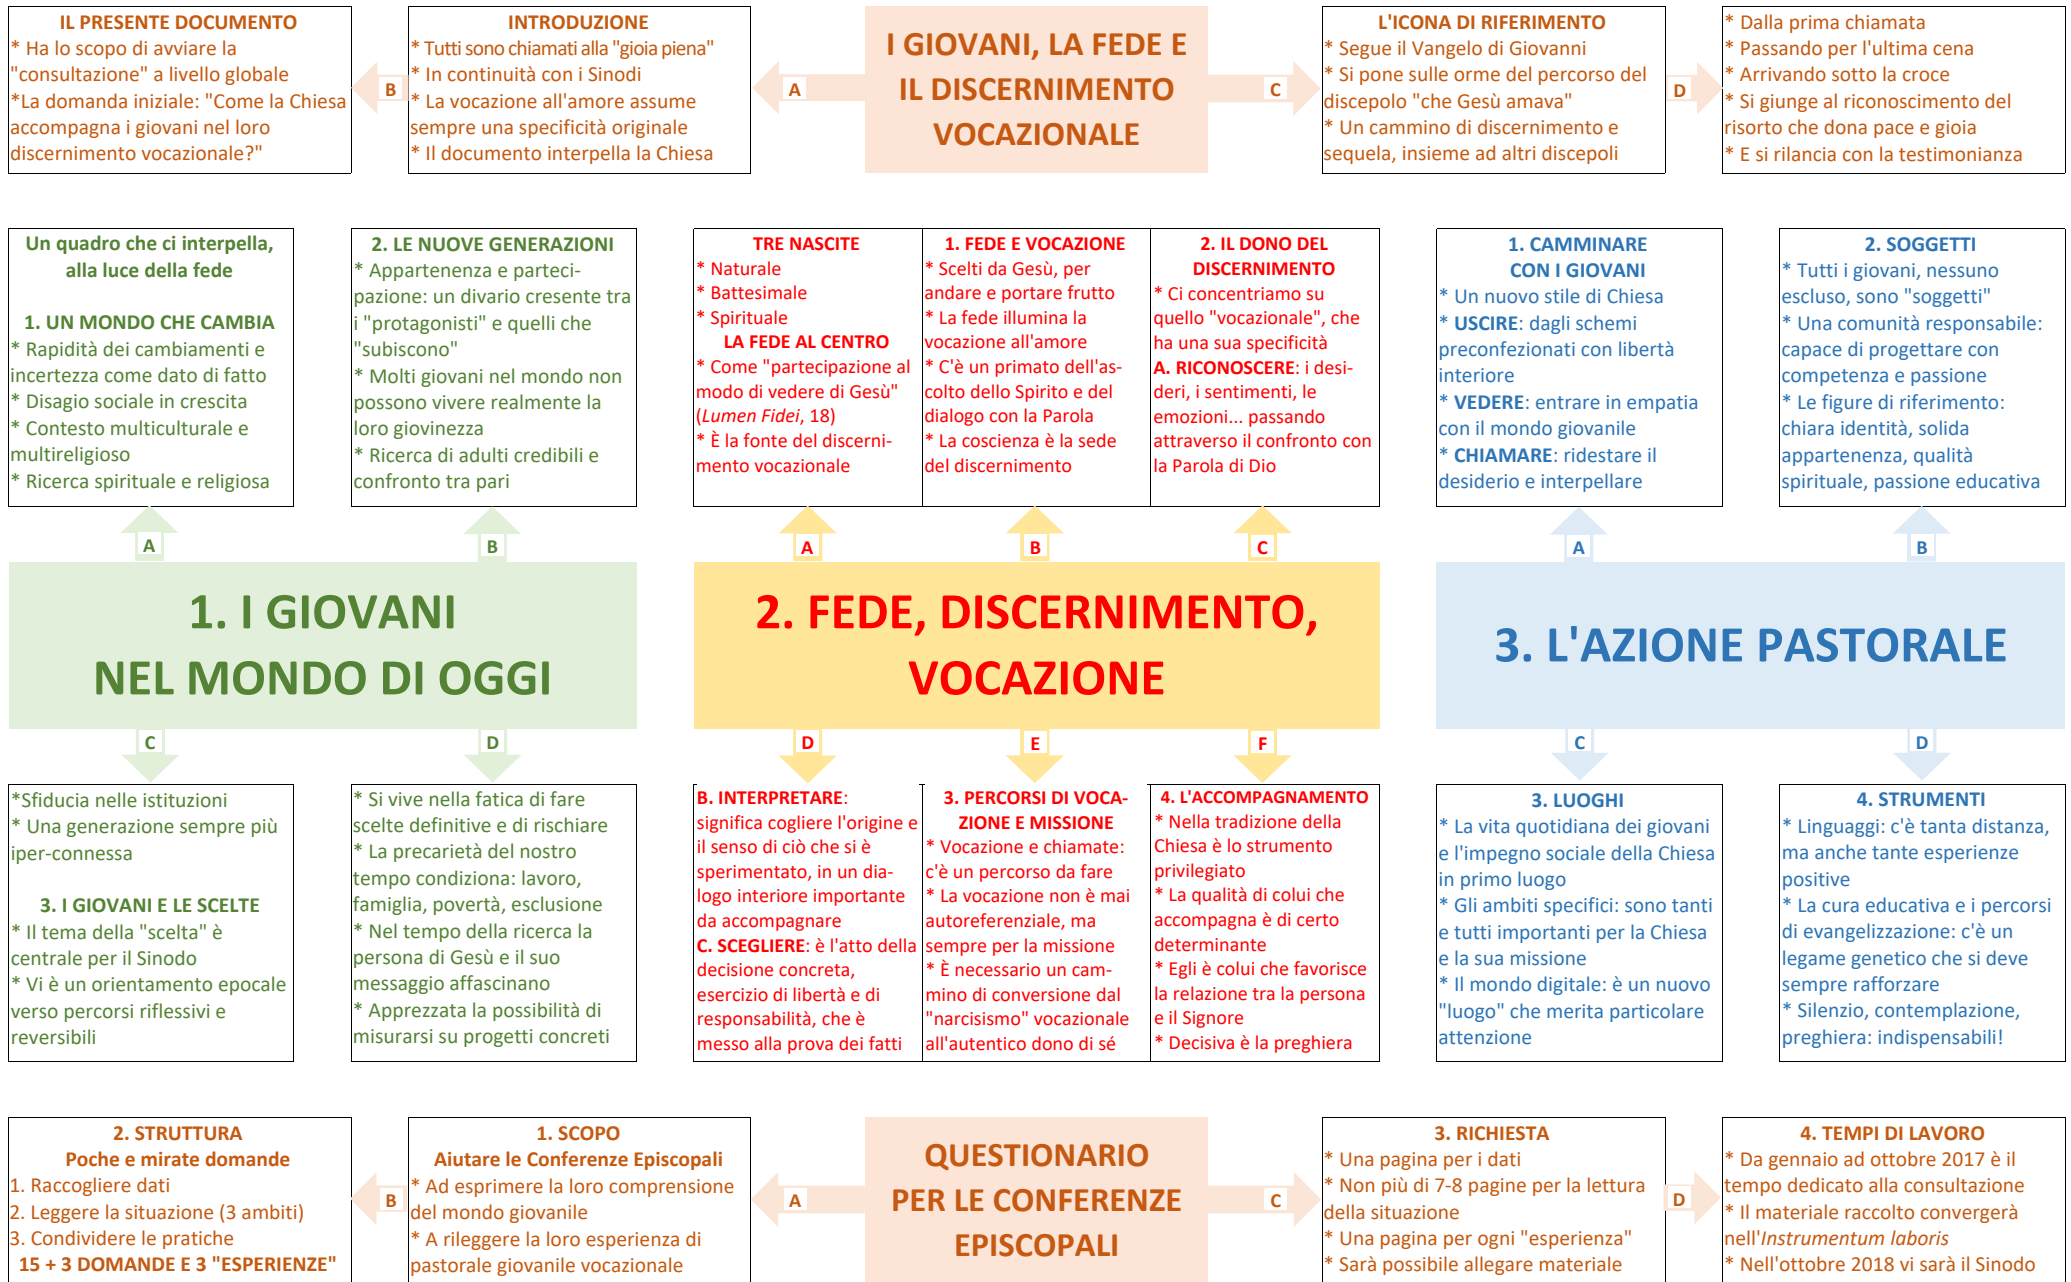 IL PRESENTE DOCUMENTO
* Ha lo scopo di avviare la
"consultazione" a livello globale
*La domanda iniziale: "Come la Chiesa
accompagna i giovani nel loro
discernimento vocazionale?"
B
INTRODUZIONE
* Tutti sono chiamati alla "gioia piena"
* In continuità con i Sinodi
* La vocazione all'amore assume
sempre una specificità originale
* Il documento interpella la Chiesa
A
I GIOVANI, LA FEDE E
IL DISCERNIMENTO
VOCAZIONALE
C
L'ICONA DI RIFERIMENTO
* Segue il Vangelo di Giovanni
* Si pone sulle orme del percorso del
discepolo "che Gesù amava"
* Un cammino di discernimento e
sequela, insieme ad altri discepoli
D
* Dalla prima chiamata
* Passando per l'ultima cena
* Arrivando sotto la croce
* Si giunge al riconoscimento del
risorto che dona pace e gioia
* E si rilancia con la testimonianza
Un quadro che ci interpella,
alla luce della fede
1. UN MONDO CHE CAMBIA
* Rapidità dei cambiamenti e
incertezza come dato di fatto
* Disagio sociale in crescita
* Contesto multiculturale e
multireligioso
* Ricerca spirituale e religiosa
A
2. LE NUOVE GENERAZIONI
* Appartenenza e parteci-
pazione: un divario cresente tra
i "protagonisti" e quelli che
"subiscono"
* Molti giovani nel mondo non
possono vivere realmente la
loro giovinezza
* Ricerca di adulti credibili e
confronto tra pari
B
1. I GIOVANI
NEL MONDO DI OGGI
C
*Sfiducia nelle istituzioni
* Una generazione sempre più
iper-connessa
3. I GIOVANI E LE SCELTE
* Il tema della "scelta" è
centrale per il Sinodo
* Vi è un orientamento epocale
verso percorsi riflessivi e
reversibili
D
* Si vive nella fatica di fare
scelte definitive e di rischiare
* La precarietà del nostro
tempo condiziona: lavoro,
famiglia, povertà, esclusione
* Nel tempo della ricerca la
persona di Gesù e il suo
messaggio affascinano
* Apprezzata la possibilità di
misurarsi su progetti concreti
TRE NASCITE
* Naturale
* Battesimale
* Spirituale
LA FEDE AL CENTRO
* Come "partecipazione al
modo di vedere di Gesù"
(Lumen Fidei, 18)
* È la fonte del discerni-
mento vocazionale
A
1. FEDE E VOCAZIONE
* Scelti da Gesù, per
andare e portare frutto
* La fede illumina la
vocazione all'amore
* C'è un primato dell'as-
colto dello Spirito e del
dialogo con la Parola
* La coscienza è la sede
del discernimento
B
2. IL DONO DEL
DISCERNIMENTO
* Ci concentriamo su
quello "vocazionale", che
ha una sua specificità
A. RICONOSCERE: i desi-
deri, i sentimenti, le
emozioni... passando
attraverso il confronto con
la Parola di Dio
C
2. FEDE, DISCERNIMENTO,
VOCAZIONE
D
B. INTERPRETARE:
significa cogliere l'origine e
il senso di ciò che si è
sperimentato, in un dia-
logo interiore importante
da accompagnare
C. SCEGLIERE: è l'atto della
decisione concreta,
esercizio di libertà e di
responsabilità, che è
messo alla prova dei fatti
E
3. PERCORSI DI VOCA-
ZIONE E MISSIONE
* Vocazione e chiamate:
c'è un percorso da fare
* La vocazione non è mai
autoreferenziale, ma
sempre per la missione
* È necessario un cam-
mino di conversione dal
"narcisismo" vocazionale
all'autentico dono di sé
F
4. L'ACCOMPAGNAMENTO
* Nella tradizione della
Chiesa è lo strumento
privilegiato
* La qualità di colui che
accompagna è di certo
determinante
* Egli è colui che favorisce
la relazione tra la persona
e il Signore
* Decisiva è la preghiera
1. CAMMINARE
CON I GIOVANI
* Un nuovo stile di Chiesa
* USCIRE: dagli schemi
preconfezionati con libertà
interiore
* VEDERE: entrare in empatia
con il mondo giovanile
* CHIAMARE: ridestare il
desiderio e interpellare
A
2. SOGGETTI
* Tutti i giovani, nessuno
escluso, sono "soggetti"
* Una comunità responsabile:
capace di progettare con
competenza e passione
* Le figure di riferimento:
chiara identità, solida
appartenenza, qualità
spirituale, passione educativa
B
3. L'AZIONE PASTORALE
C
3. LUOGHI
* La vita quotidiana dei giovani
e l'impegno sociale della Chiesa
in primo luogo
* Gli ambiti specifici: sono tanti
e tutti importanti per la Chiesa
e la sua missione
* Il mondo digitale: è un nuovo
"luogo" che merita particolare
attenzione
D
4. STRUMENTI
* Linguaggi: c'è tanta distanza,
ma anche tante esperienze
positive
* La cura educativa e i percorsi
di evangelizzazione: c'è un
legame genetico che si deve
sempre rafforzare
* Silenzio, contemplazione,
preghiera: indispensabili!
2. STRUTTURA
Poche e mirate domande
1. Raccogliere dati
2. Leggere la situazione (3 ambiti)
3. Condividere le pratiche
15 + 3 DOMANDE E 3 "ESPERIENZE"
B
1. SCOPO
Aiutare le Conferenze Episcopali
* Ad esprimere la loro comprensione
del mondo giovanile
* A rileggere la loro esperienza di
pastorale giovanile vocazionale
A
QUESTIONARIO
PER LE CONFERENZE
EPISCOPALI
C
3. RICHIESTA
* Una pagina per i dati
* Non più di 7-8 pagine per la lettura
della situazione
* Una pagina per ogni "esperienza"
* Sarà possibile allegare materiale
D
4. TEMPI DI LAVORO
* Da gennaio ad ottobre 2017 è il
tempo dedicato alla consultazione
* Il materiale raccolto convergerà
nell'Instrumentum laboris
* Nell'ottobre 2018 vi sarà il Sinodo